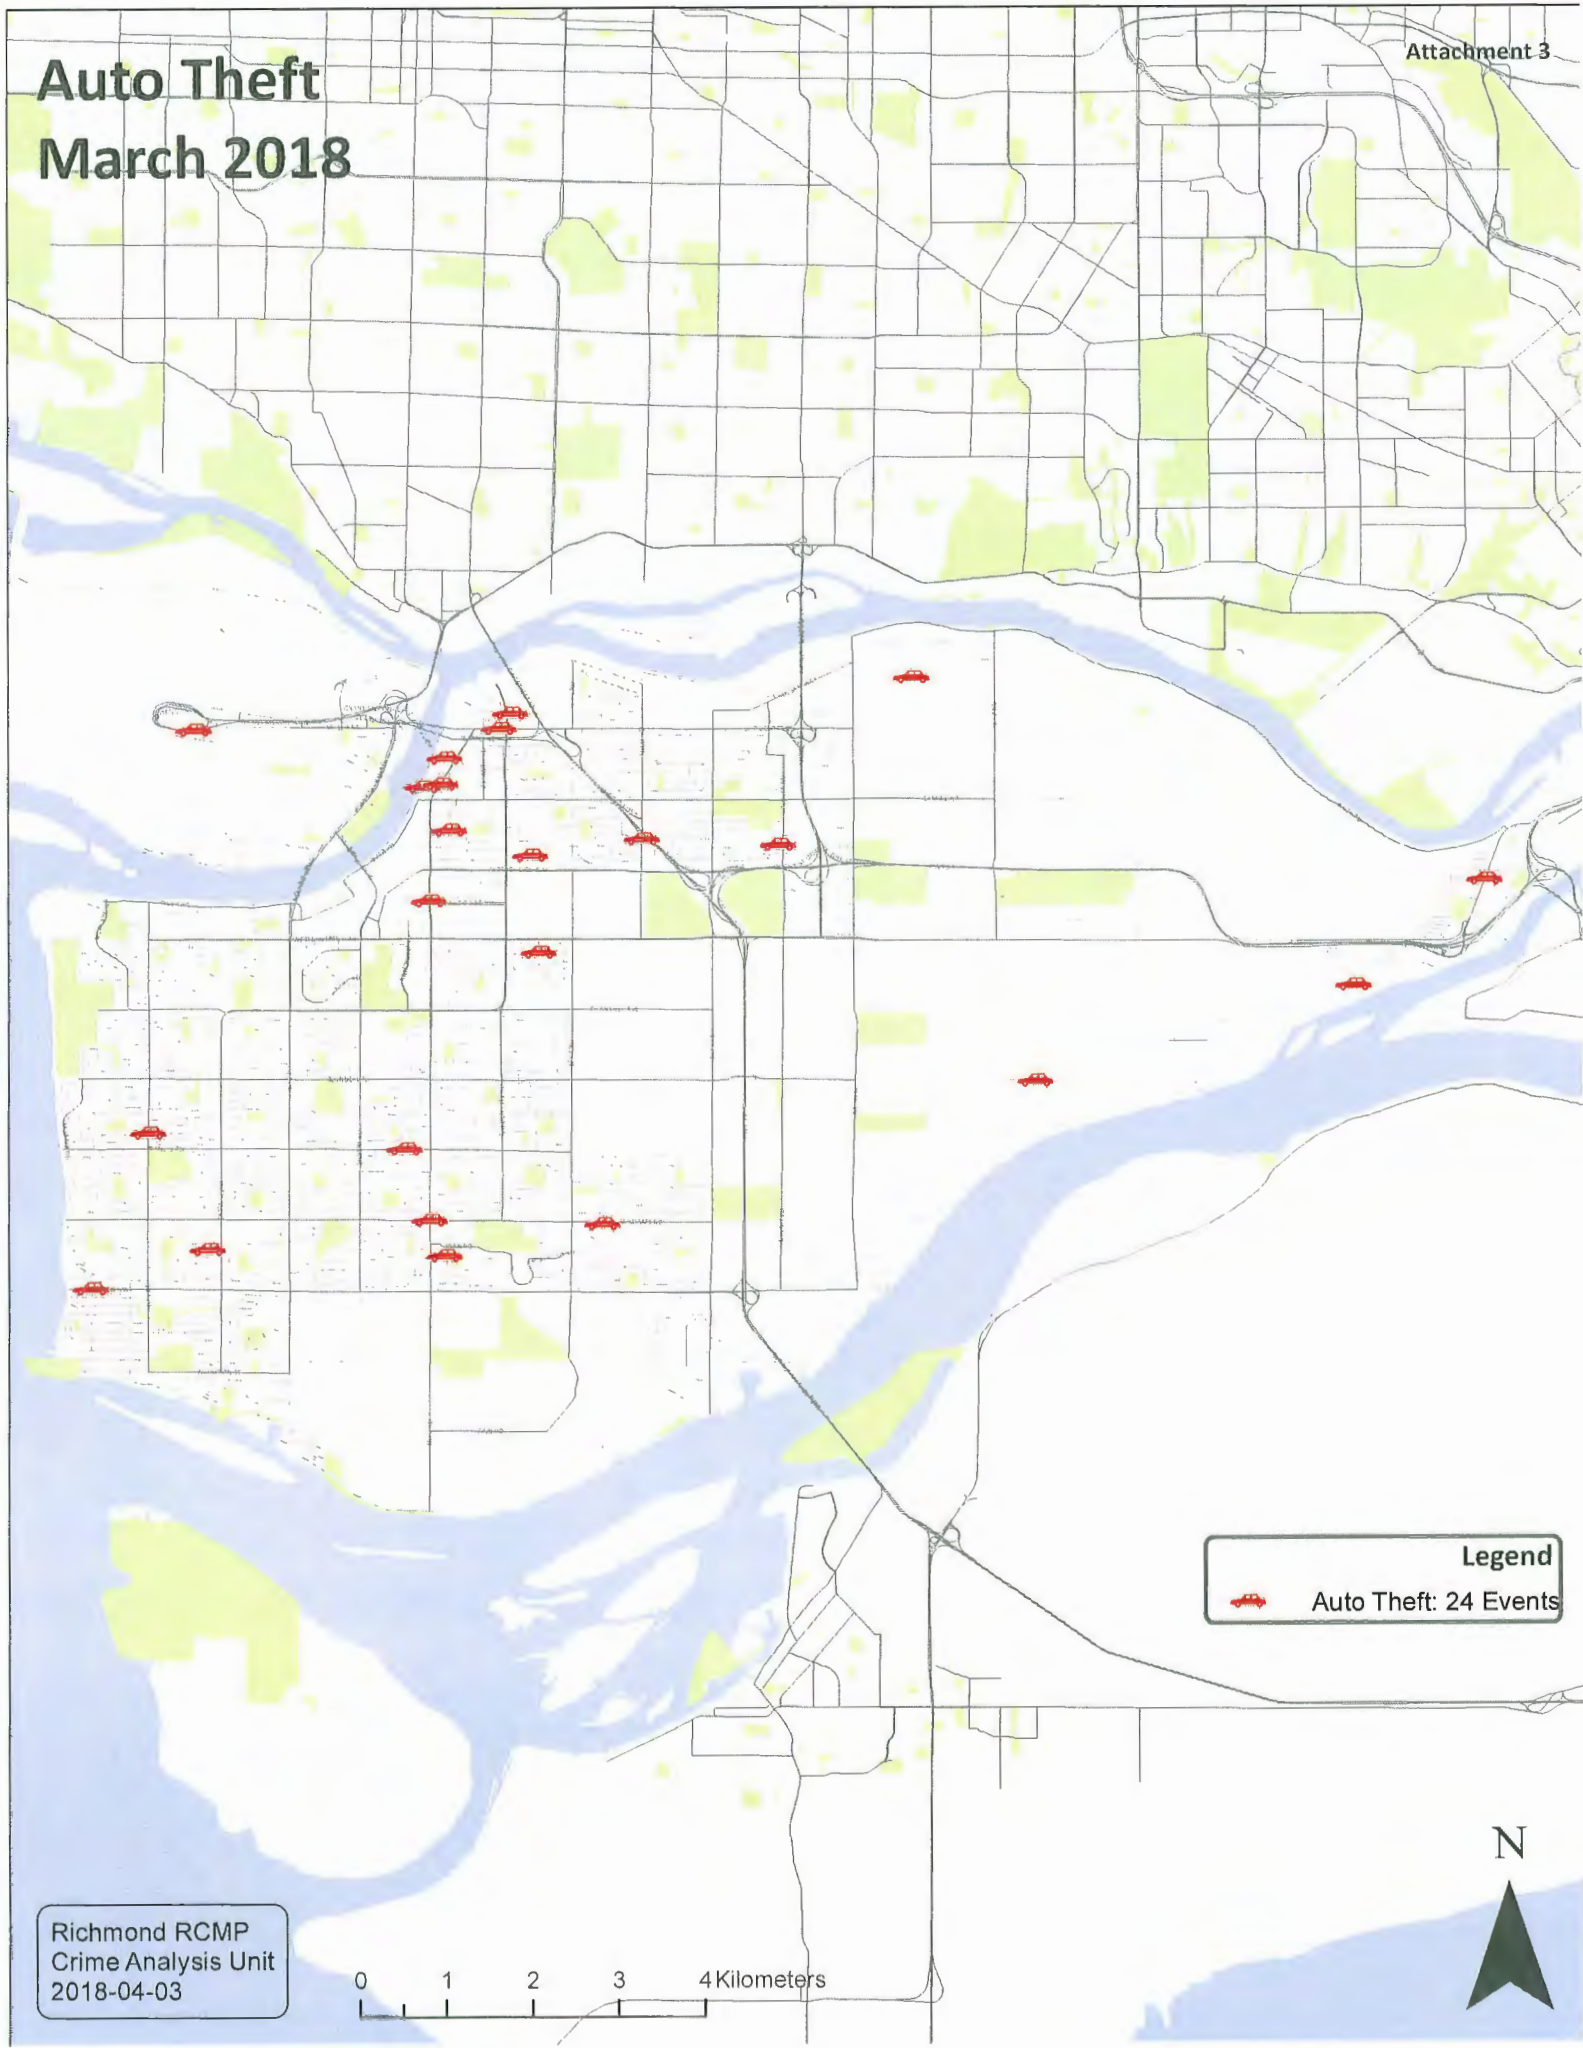 Attachment 3
Auto Theft
March 2018
Legend
Auto Theft: 24 Events
N
Richmond RCMP
Crime Analysis Unit
2018-04-03
0 1 2 3 4 Kilometers